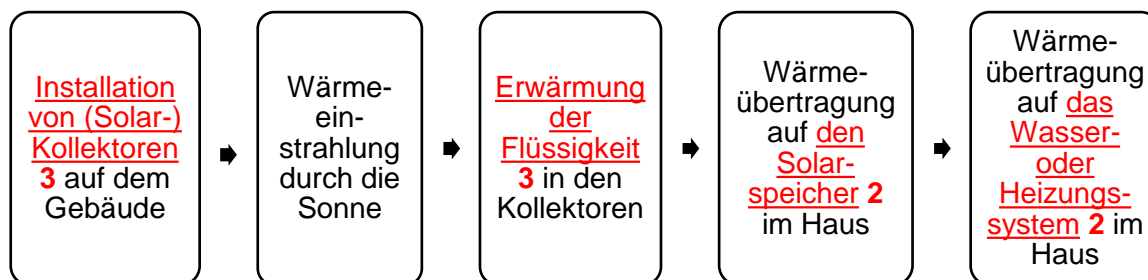 Installation
von (Solar-)
Kollektoren
3 auf dem
Gebäude
Wärme-
ein-
strahlung
durch die
Sonne
Erwärmung
der
Flüssigkeit
3 in den
Kollektoren
Wärme-
übertragung
auf den
Solar-
speicher 2
im Haus
Wärme-
übertragung
auf das
Wasser-
oder
Heizungs-
system 2 im
Haus